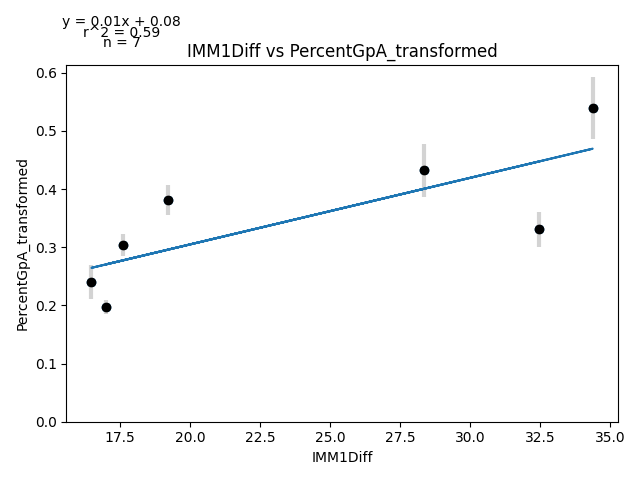 y = 0.01x + 0.08
r^2 = 0.59
n = 7
IMM1Diff vs PercentGpA_transformed
0.6
0.5
0.4
0.3
0.2
0.1
0.0
PercentGpA_transformed
17.5 20.0 22.5 25.0 27.5 30.0 32.5 35.0
IMM1Diff